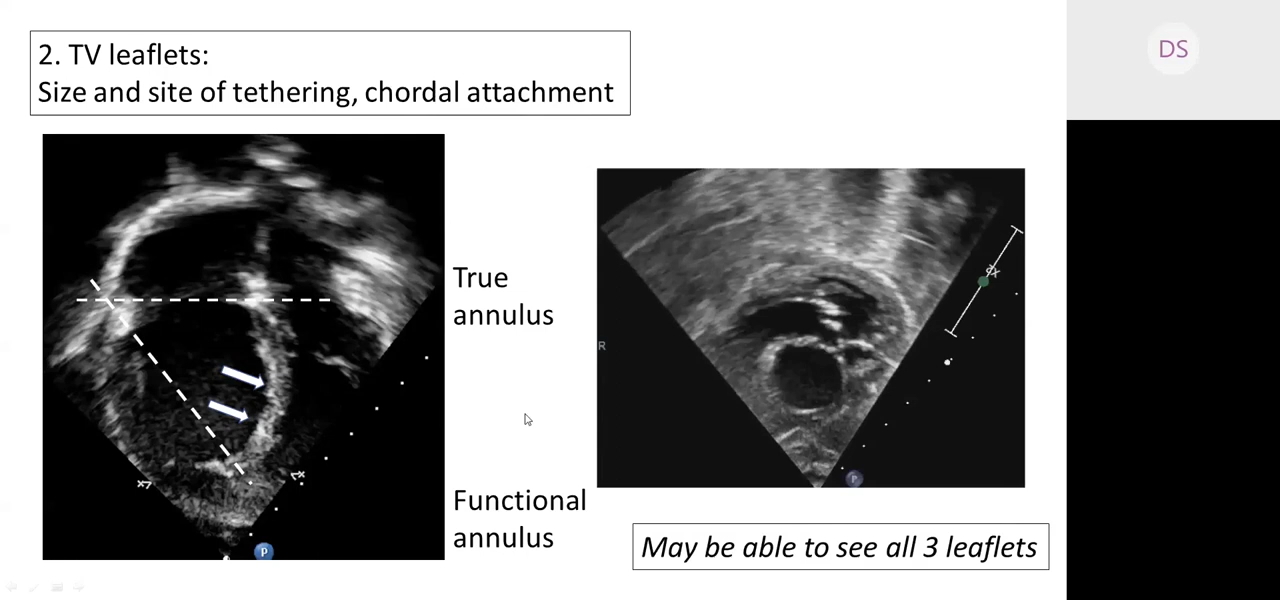 2. TV leaflets:
Size and site of tethering, chordal attachment
DS
True
annulus
R
Functional
annulus
P
P
May be able to see all 3 leaflets